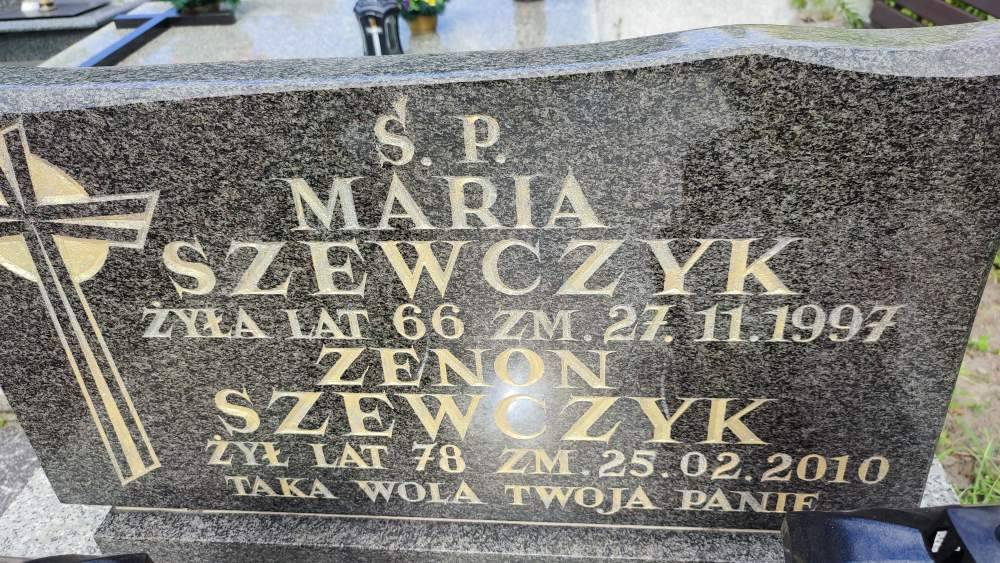 Ś. P.
MARIA
SZEWCZYK
ŻYŁA LAT 66 ZM. 27.11.1997
ZENON
SZEWCZYK
ŻYŁ LAT 78 ZM. 25.02.2010
TAKA WOLA TWOJA PANIE